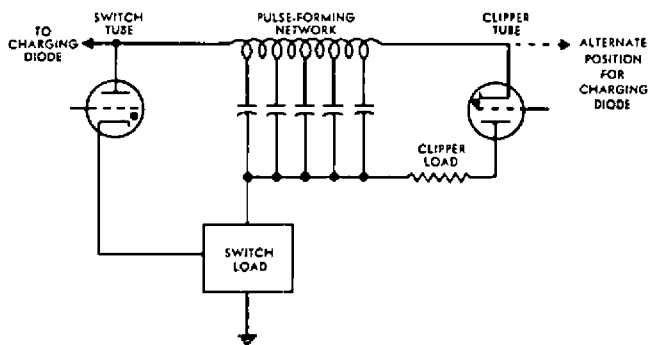 SWITCH
TUBE
PULSE-FORMING
NETWORK
CLIPPER
TUBE
TO
CHARGING
DIODE
ALTERNATE
POSITION
FOR
CHARGING
DIODE
CLIPPER
LOAD
SWITCH
LOAD